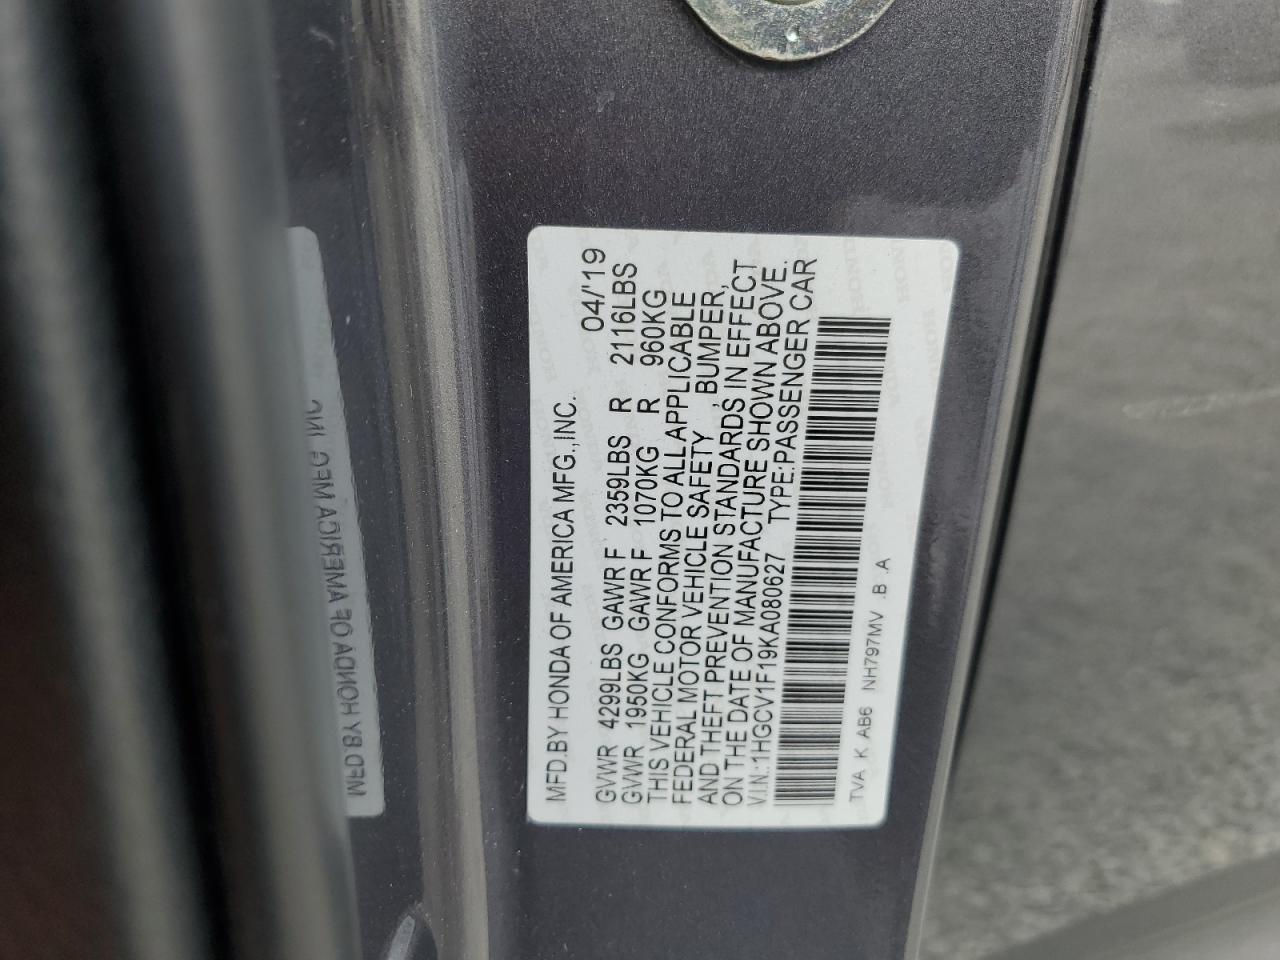 MFD.BY HONDA OF AMERICA MFG.,INC. 04/'19
GVWR 4299LBS GAWR F 2359LBS R 2116LBS
GVWR 1950KG GAWR F 1070KG R 960KG
THIS VEHICLE CONFORMS TO ALL APPLICABLE
FEDERAL MOTOR VEHICLE SAFETY , BUMPER,
AND THEFT PREVENTION STANDARDS IN EFFECT
ON THE DATE OF MANUFACTURE SHOWN ABOVE.
V.I.N.:1HGCV1F19KA080627 TYPE:PASSENGER CAR
TVA K AB6 NH797MV .B .A
MFD.BY HONDA OF AMERICA MFG.,INC.